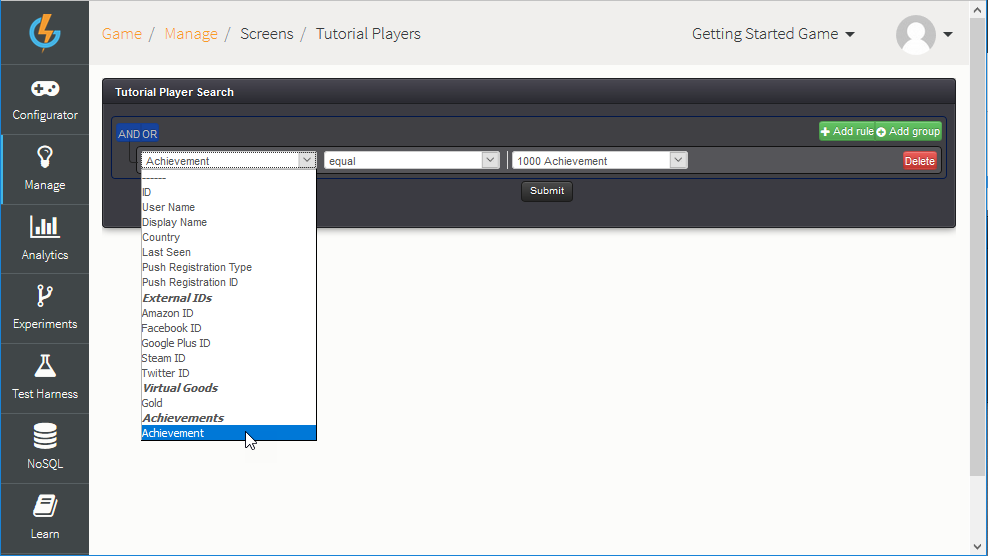 Game / Manage / Screens / Tutorial Players
Getting Started Game
Configurator
Manage
Analytics
Experiments
Test Harness
NoSQL
Learn
Tutorial Player Search
AND OR
Add rule
Add group
Achievement
equal
1000 Achievement
Delete
Submit
------
ID
User Name
Display Name
Country
Last Seen
Push Registration Type
Push Registration ID
External IDs
Amazon ID
Facebook ID
Google Plus ID
Steam ID
Twitter ID
Virtual Goods
Gold
Achievements
Achievement